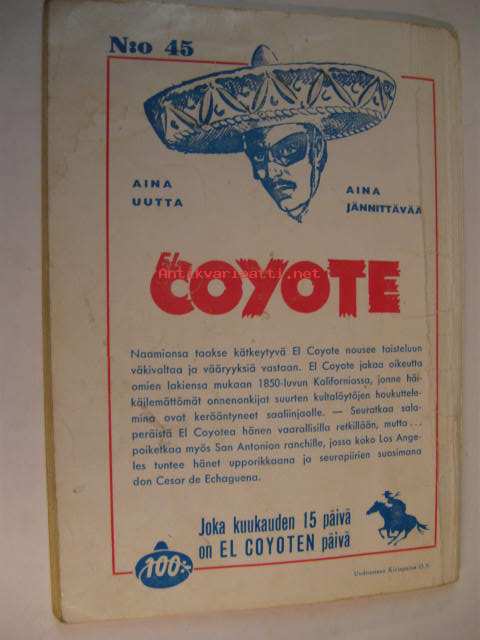 N:o 45
AINA
UUTTA
AINA
JÄNNITTÄVÄÄ
EL
COYOTE
Antikvariaatti.net
Naamionsa taakse kätkeytyvä El Coyote nousee taisteluun
väkivaltaa ja vääryyksiä vastaan. El Coyote jakaa oikeutta
omien lakiensa mukaan 1850-luvun Kaliforniassa, jonne häi-
käilemättömät onnenonkijat suurten kultalöytöjen houkuttele-
mina ovat kerääntyneet saaliinjaolle. — Seuratkaa sala-
peräistä El Coyotea hänen vaarallisilla retkillään, mutta...
poiketkaa myös San Antonion ranchille, jossa koko Los Ange-
les tuntee hänet upporikkaana ja seurapiirien suosimana
don Cesar de Echaguena.
Joka kuukauden 15 päivä
on EL COYOTEN päivä
100:-
Uudenmaan Kirjapaino O.Y.